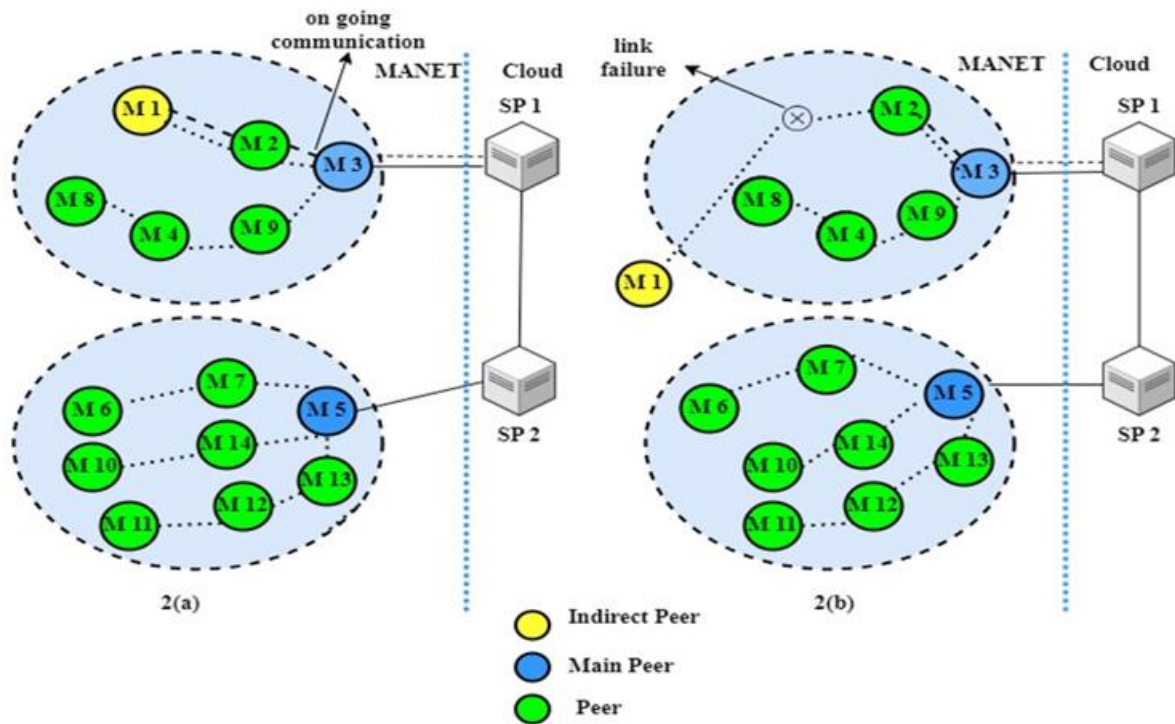 on going
communication
MANET
Cloud
SP 1
M 1
M 2
M 3
M 8
M 4
M 9
M 7
M 6
M 5
M 14
M 10
M 13
M 12
M 11
SP 2
2(a)
link
failure
MANET
Cloud
SP 1
M 2
M 3
M 8
M 9
M 4
M 1
M 7
M 5
M 6
M 14
M 10
M 13
M 12
M 11
SP 2
2(b)
Indirect Peer
Main Peer
Peer